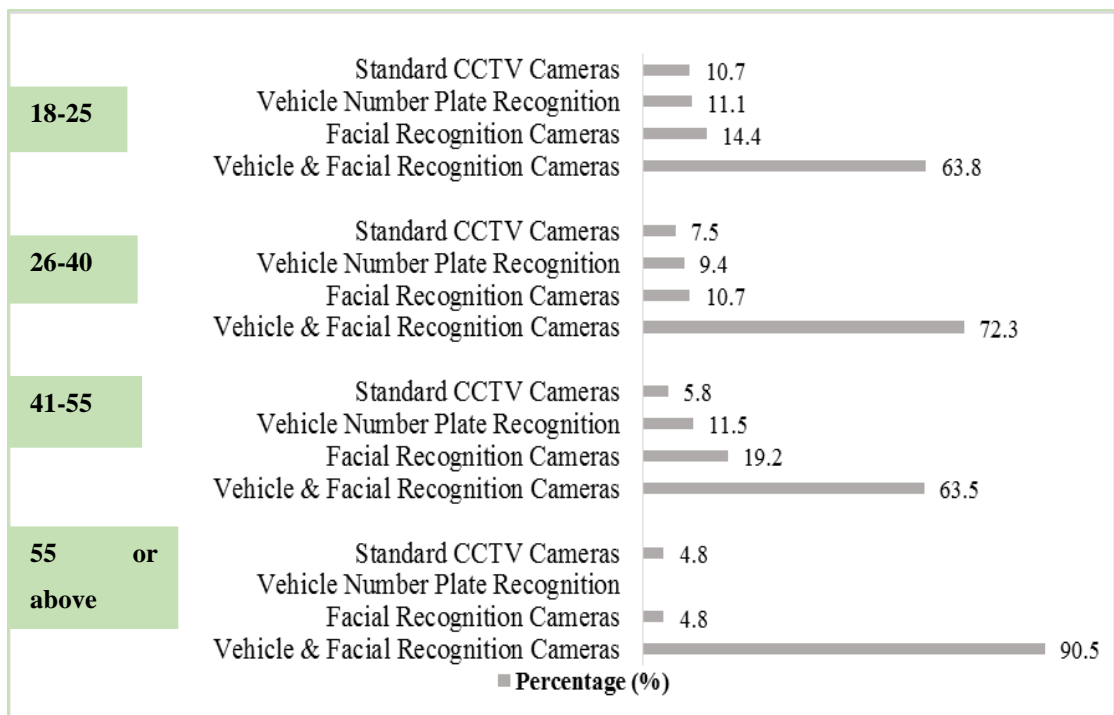 18-25
Standard CCTV Cameras 10.7
Vehicle Number Plate Recognition 11.1
Facial Recognition Cameras 14.4
Vehicle & Facial Recognition Cameras 63.8
26-40
Standard CCTV Cameras 7.5
Vehicle Number Plate Recognition 9.4
Facial Recognition Cameras 10.7
Vehicle & Facial Recognition Cameras 72.3
41-55
Standard CCTV Cameras 5.8
Vehicle Number Plate Recognition 11.5
Facial Recognition Cameras 19.2
Vehicle & Facial Recognition Cameras 63.5
55 or
above
Standard CCTV Cameras 4.8
Vehicle Number Plate Recognition
Facial Recognition Cameras 4.8
Vehicle & Facial Recognition Cameras 90.5
Percentage (%)